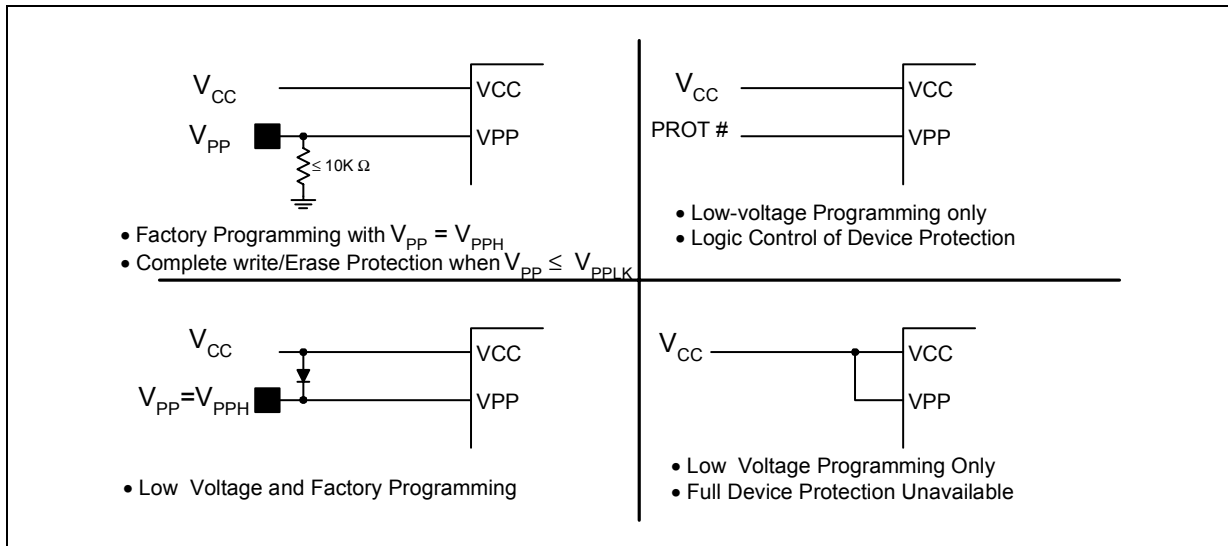 V_CC
VCC
V_PP
VPP
≤ 10K Ω
• Factory Programming with V_PP = V_PPH
• Complete write/Erase Protection when V_PP ≤ V_PPLK
V_CC
VCC
PROT #
VPP
• Low-voltage Programming only
• Logic Control of Device Protection
V_CC
VCC
V_PP=V_PPH
VPP
• Low Voltage and Factory Programming
V_CC
VCC
VPP
• Low Voltage Programming Only
• Full Device Protection Unavailable